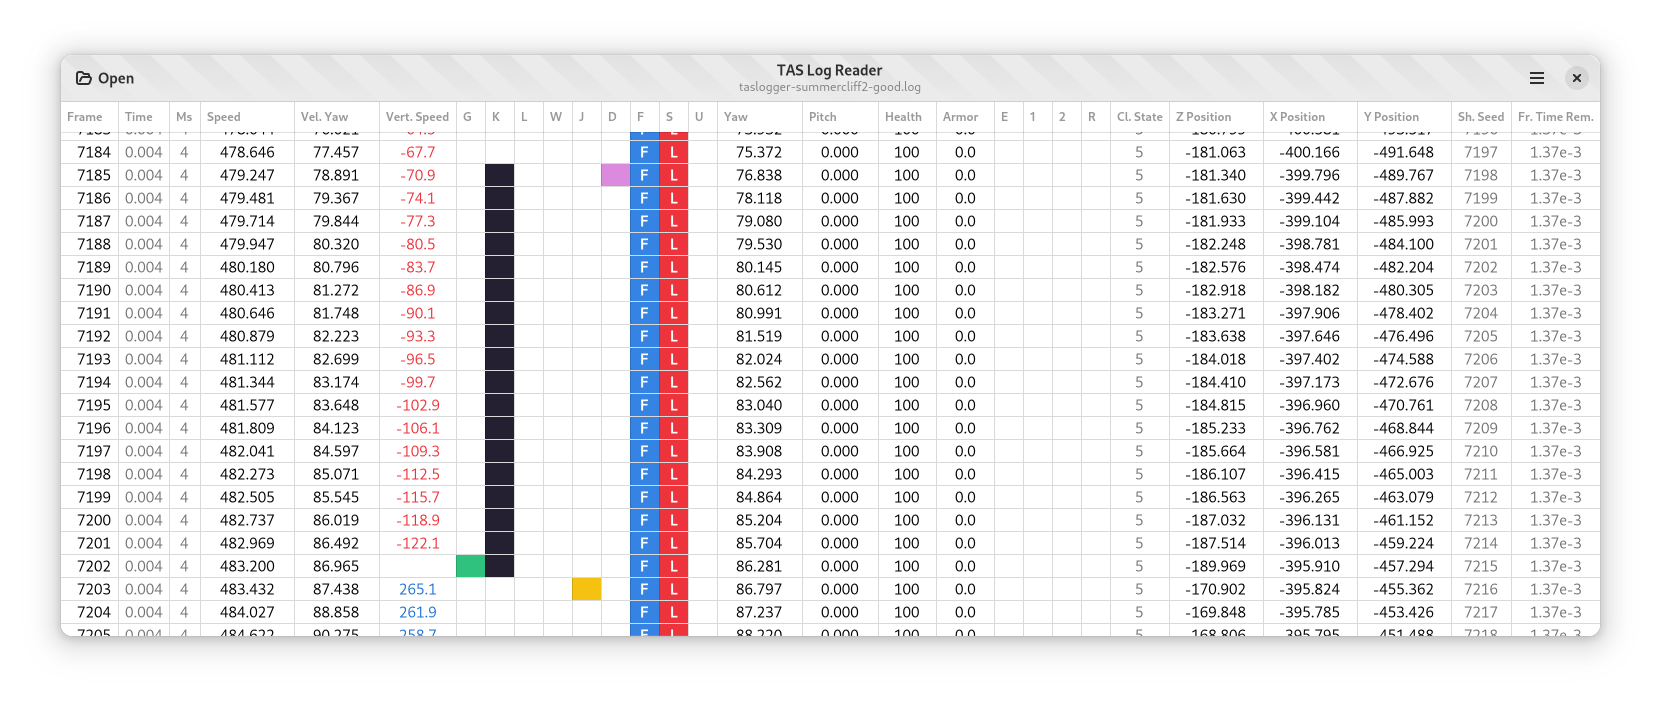 Open
TAS Log Reader
taslogger-summercliff2-good.log
Frame Time Ms Speed Vel. Yaw Vert. Speed G K L W J D F S U Yaw Pitch Health Armor E 1 2 R Cl. State Z Position X Position Y Position Sh. Seed Fr. Time Rem.
7184 0.004 4 478.646 77.457 -67.7 F L 75.372 0.000 100 0.0 5 -181.063 -400.166 -491.648 7197 1.37e-3
7185 0.004 4 479.247 78.891 -70.9 F L 76.838 0.000 100 0.0 5 -181.340 -399.796 -489.767 7198 1.37e-3
7186 0.004 4 479.481 79.367 -74.1 F L 78.118 0.000 100 0.0 5 -181.630 -399.442 -487.882 7199 1.37e-3
7187 0.004 4 479.714 79.844 -77.3 F L 79.080 0.000 100 0.0 5 -181.933 -399.104 -485.993 7200 1.37e-3
7188 0.004 4 479.947 80.320 -80.5 F L 79.530 0.000 100 0.0 5 -182.248 -398.781 -484.100 7201 1.37e-3
7189 0.004 4 480.180 80.796 -83.7 F L 80.145 0.000 100 0.0 5 -182.576 -398.474 -482.204 7202 1.37e-3
7190 0.004 4 480.413 81.272 -86.9 F L 80.612 0.000 100 0.0 5 -182.918 -398.182 -480.305 7203 1.37e-3
7191 0.004 4 480.646 81.748 -90.1 F L 80.991 0.000 100 0.0 5 -183.271 -397.906 -478.402 7204 1.37e-3
7192 0.004 4 480.879 82.223 -93.3 F L 81.519 0.000 100 0.0 5 -183.638 -397.646 -476.496 7205 1.37e-3
7193 0.004 4 481.112 82.699 -96.5 F L 82.024 0.000 100 0.0 5 -184.018 -397.402 -474.588 7206 1.37e-3
7194 0.004 4 481.344 83.174 -99.7 F L 82.562 0.000 100 0.0 5 -184.410 -397.173 -472.676 7207 1.37e-3
7195 0.004 4 481.577 83.648 -102.9 F L 83.040 0.000 100 0.0 5 -184.815 -396.960 -470.761 7208 1.37e-3
7196 0.004 4 481.809 84.123 -106.1 F L 83.309 0.000 100 0.0 5 -185.233 -396.762 -468.844 7209 1.37e-3
7197 0.004 4 482.041 84.597 -109.3 F L 83.908 0.000 100 0.0 5 -185.664 -396.581 -466.925 7210 1.37e-3
7198 0.004 4 482.273 85.071 -112.5 F L 84.293 0.000 100 0.0 5 -186.107 -396.415 -465.003 7211 1.37e-3
7199 0.004 4 482.505 85.545 -115.7 F L 84.864 0.000 100 0.0 5 -186.563 -396.265 -463.079 7212 1.37e-3
7200 0.004 4 482.737 86.019 -118.9 F L 85.204 0.000 100 0.0 5 -187.032 -396.131 -461.152 7213 1.37e-3
7201 0.004 4 482.969 86.492 -122.1 F L 85.704 0.000 100 0.0 5 -187.514 -396.013 -459.224 7214 1.37e-3
7202 0.004 4 483.200 86.965 F L 86.281 0.000 100 0.0 5 -189.969 -395.910 -457.294 7215 1.37e-3
7203 0.004 4 483.432 87.438 265.1 F L 86.797 0.000 100 0.0 5 -170.902 -395.824 -455.362 7216 1.37e-3
7204 0.004 4 484.027 88.858 261.9 F L 87.237 0.000 100 0.0 5 -169.848 -395.785 -453.426 7217 1.37e-3
7205 0.004 4 484.622 90.275 258.7 F L 88.220 0.000 100 0.0 5 -168.806 -395.795 -451.488 7218 1.37e-3